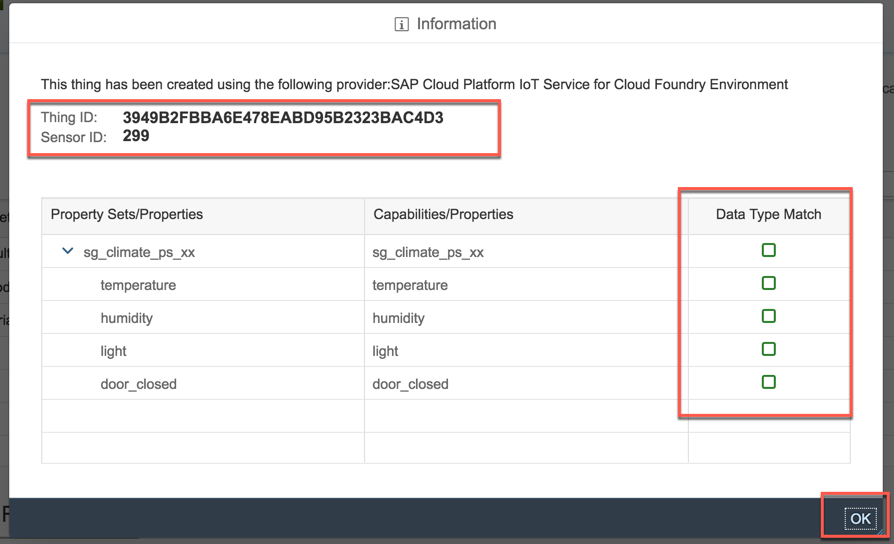 Information
This thing has been created using the following provider:SAP Cloud Platform IoT Service for Cloud Foundry Environment
Thing ID: 3949B2FBBA6E478EABD95B2323BAC4D3
Sensor ID: 299
Property Sets/Properties Capabilities/Properties Data Type Match
sg_climate_ps_xx sg_climate_ps_xx
temperature temperature
humidity humidity
light light
door_closed door_closed
OK